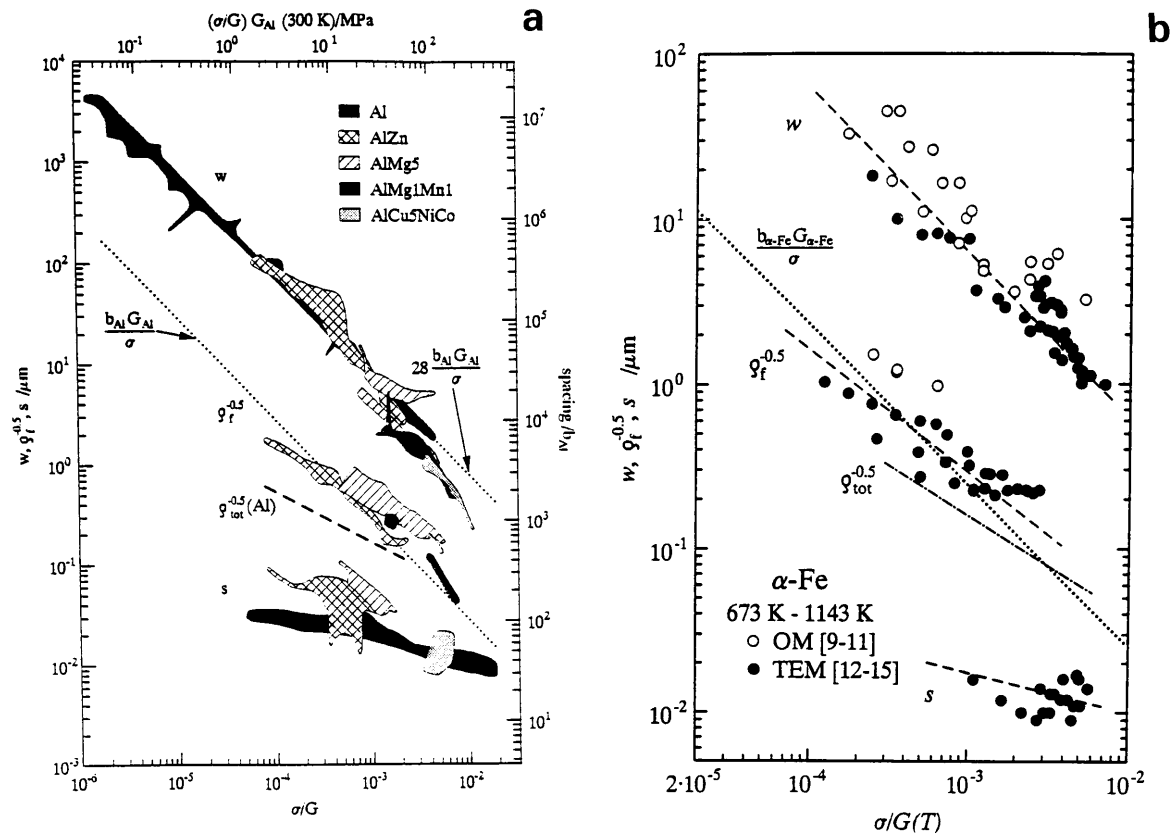 a
(σ/G) G_Al (300 K)/MPa
10^-1 10^0 10^1 10^2
10^4
10^3
10^2
10^1
10^0
10^-1
10^-2
10^-3
w, ϱ_f^-0.5, s /μm
Al
AlZn
AlMg5
AlMg1Mn1
AlCu5NiCo
w
b_Al G_Al
σ
28 b_Al G_Al
σ
ϱ_f^-0.5
ϱ_tot^-0.5 (Al)
s
10^7
10^6
10^5
10^4
10^3
10^2
10^1
spacing/b_Al
10^-6 10^-5 10^-4 10^-3 10^-2
σ/G
b
10^2
10^1
10^0
10^-1
10^-2
w, ϱ_f^-0.5, s /μm
w
b_α-Fe G_α-Fe
σ
ϱ_f^-0.5
ϱ_tot^-0.5
α-Fe
673 K - 1143 K
OM [9-11]
TEM [12-15]
s
2·10^-5 10^-4 10^-3 10^-2
σ/G(T)